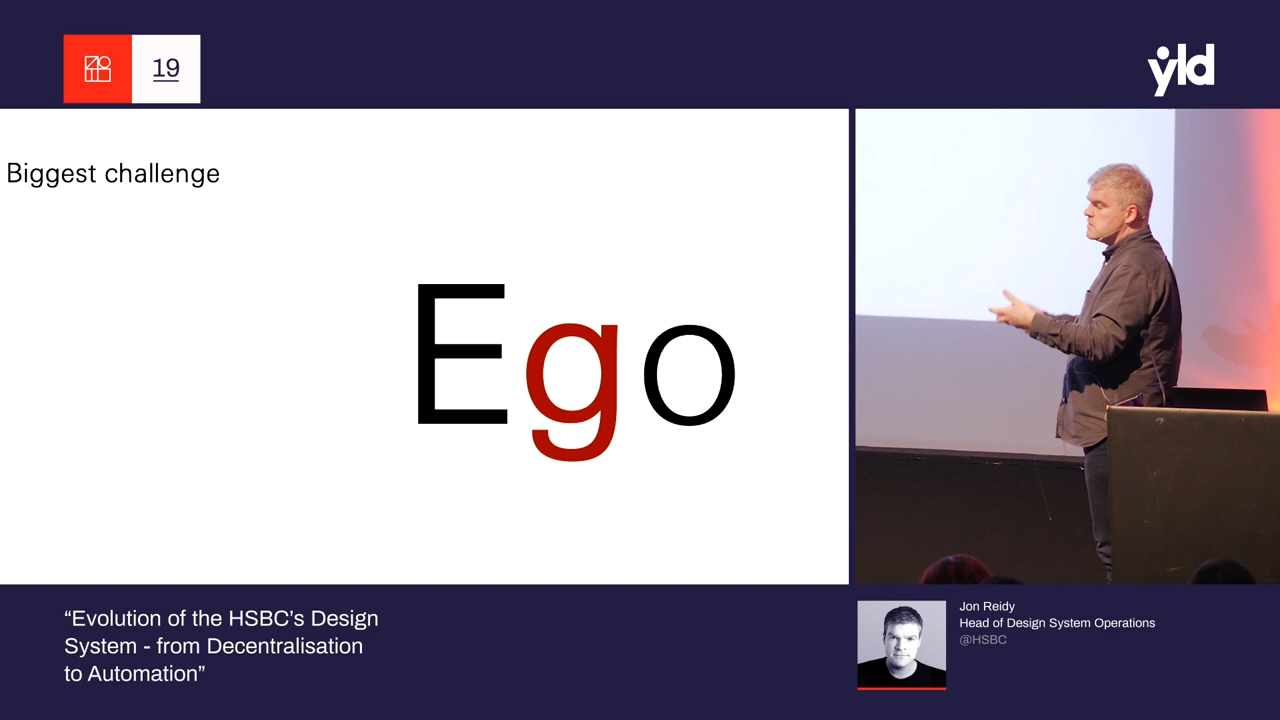 19
yld
Biggest challenge
Ego
“Evolution of the HSBC’s Design
System - from Decentralisation
to Automation”
Jon Reidy
Head of Design System Operations
@HSBC